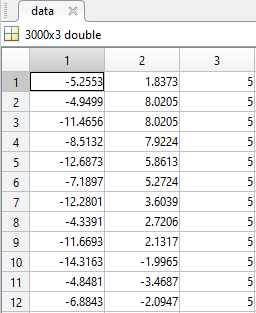 data
3000x3 double
1 2 3
1 -5.2553 1.8373 5
2 -4.9499 8.0205 5
3 -11.4656 8.0205 5
4 -8.5132 7.9224 5
5 -12.6873 5.8613 5
6 -7.1897 5.2724 5
7 -12.2801 3.6039 5
8 -4.3391 2.7206 5
9 -11.6693 2.1317 5
10 -14.3163 -1.9965 5
11 -4.8481 -3.4687 5
12 -6.8843 -2.0947 5